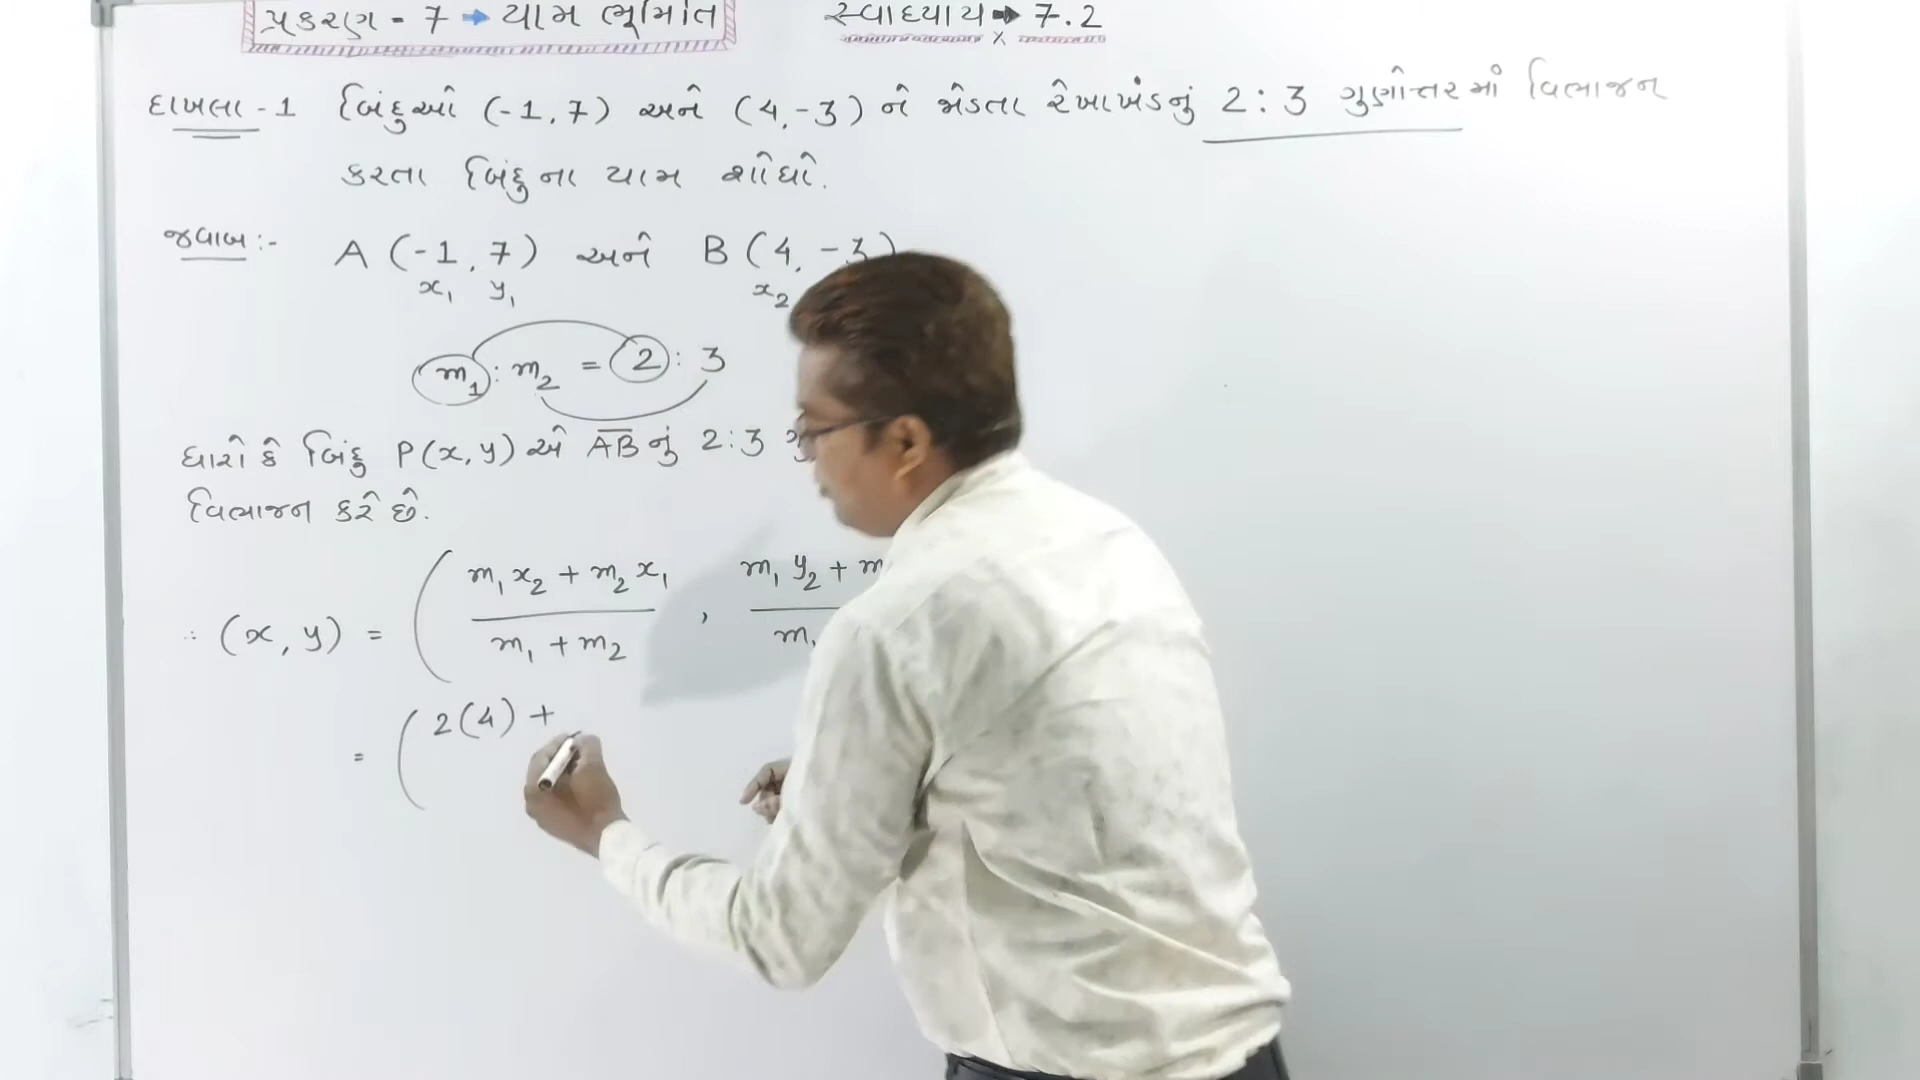 પ્રકરણ - 7 → યામ ભૂમિતિ સ્વાધ્યાય → 7.2
દાખલા - 1 બિંદુઓ (-1, 7) અને (4, -3) ને જોડતા રેખાખંડનું 2 : 3 ગુણોત્તરમાં વિભાજન
કરતા બિંદુના યામ શોધો.
જવાબ :- A (-1, 7) અને B (4, -3)
x₁ y₁ x₂
m₁ : m₂ = 2 : 3
ધારો કે બિંદુ P(x, y) એ A̅B̅ નું 2:3
વિભાજન કરે છે.
∴ (x, y) = ( (m₁x₂ + m₂x₁) / (m₁ + m₂) , m₁y₂ + m
= ( 2(4) +